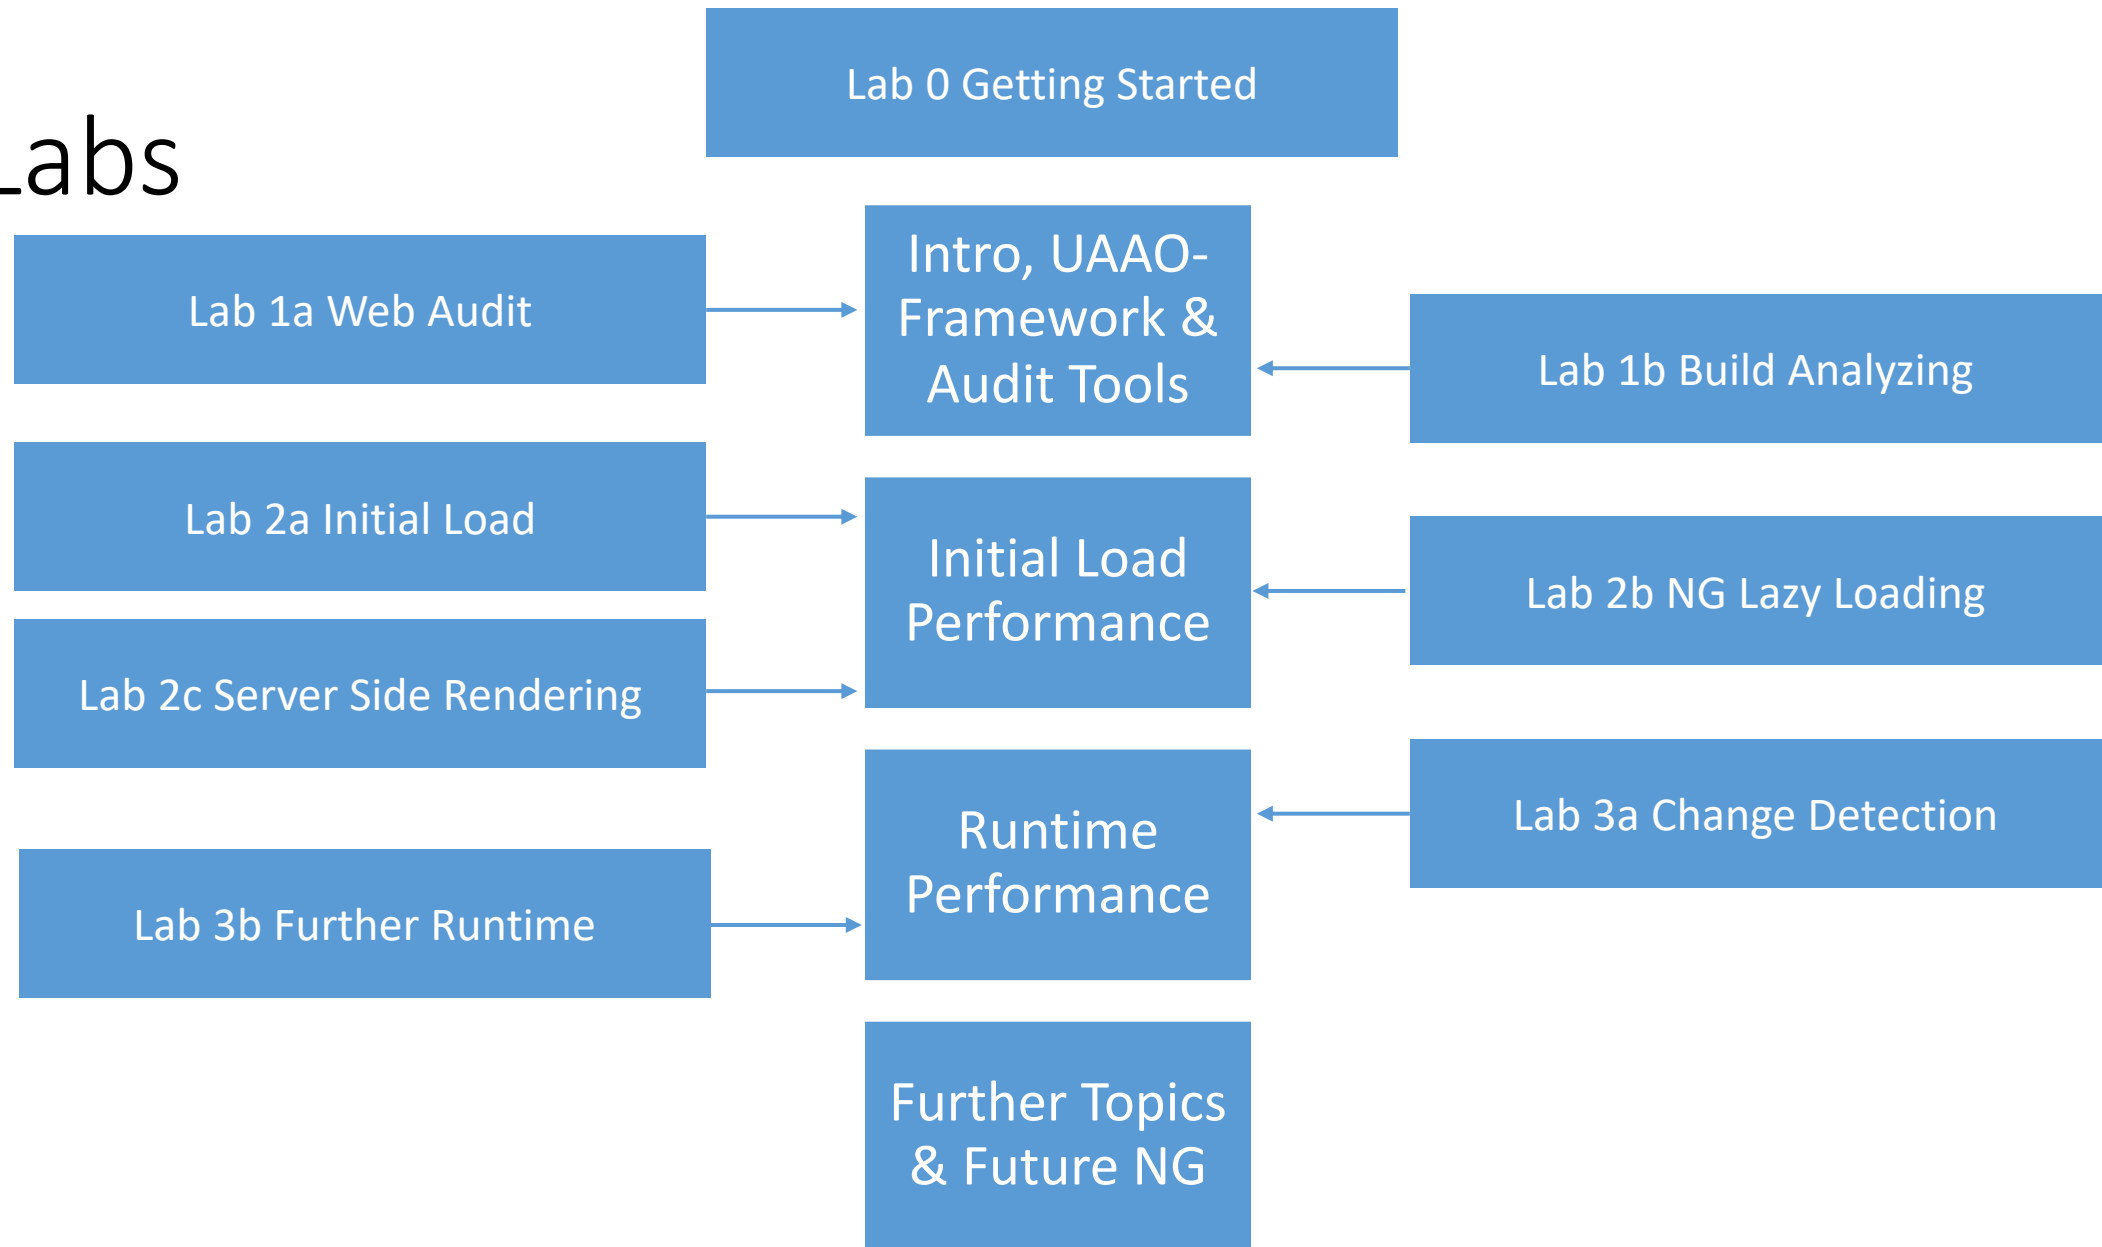 Lab 0 Getting Started
Labs
Intro, UAAO-
Framework &
Audit Tools
Lab 1a Web Audit
Lab 1b Build Analyzing
Lab 2a Initial Load
Initial Load
Performance
Lab 2b NG Lazy Loading
Lab 2c Server Side Rendering
Runtime
Performance
Lab 3a Change Detection
Lab 3b Further Runtime
Further Topics
& Future NG